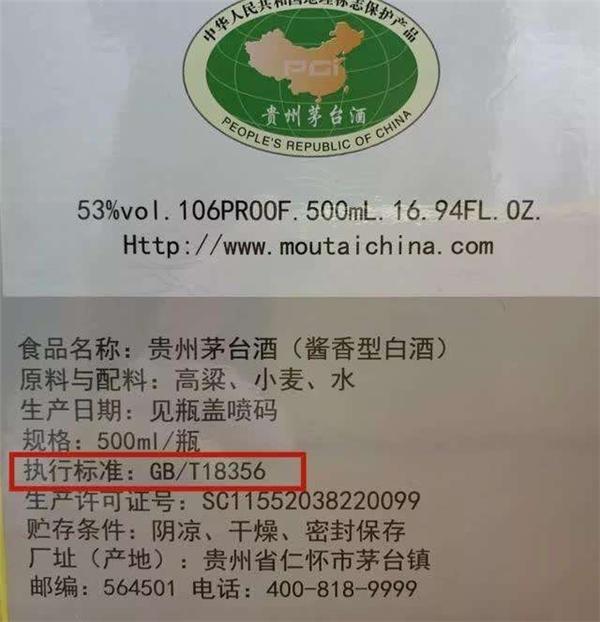 中华人民共和国地理标志保护产品
PGI
贵州茅台酒
PEOPLE'S REPUBLIC OF CHINA
53%vol.106PROOF.500mL.16.94FL.OZ.
Http://www.moutaichina.com
食品名称：贵州茅台酒（酱香型白酒）
原料与配料：高粱、小麦、水
生产日期：见瓶盖喷码
规格：500ml/瓶
执行标准：GB/T18356
生产许可证号：SC11552038220099
贮存条件：阴凉、干燥、密封保存
厂址（产地）：贵州省仁怀市茅台镇
邮编：564501 电话：400-818-9999